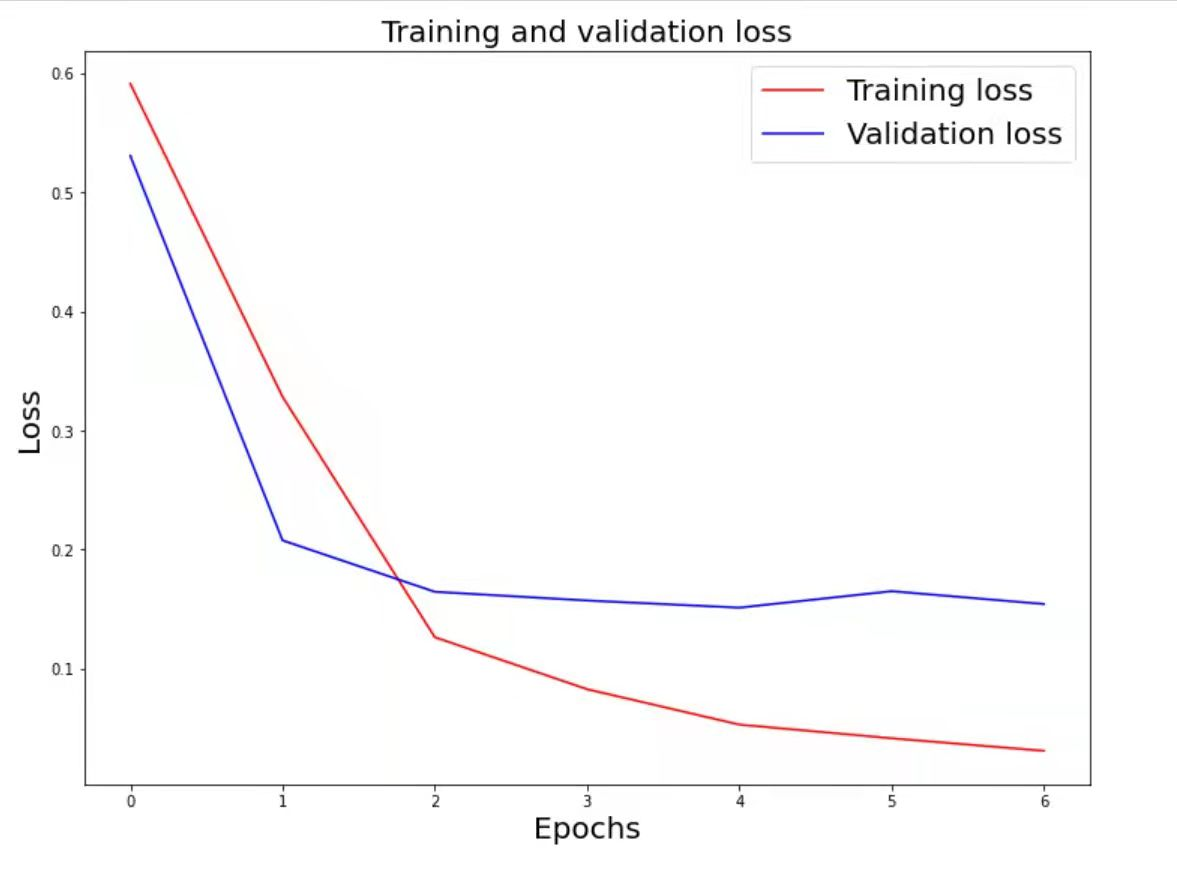 Training and validation loss
Training loss
Validation loss
0.6
0.5
0.4
0.3
0.2
0.1
Loss
0 1 2 3 4 5 6
Epochs